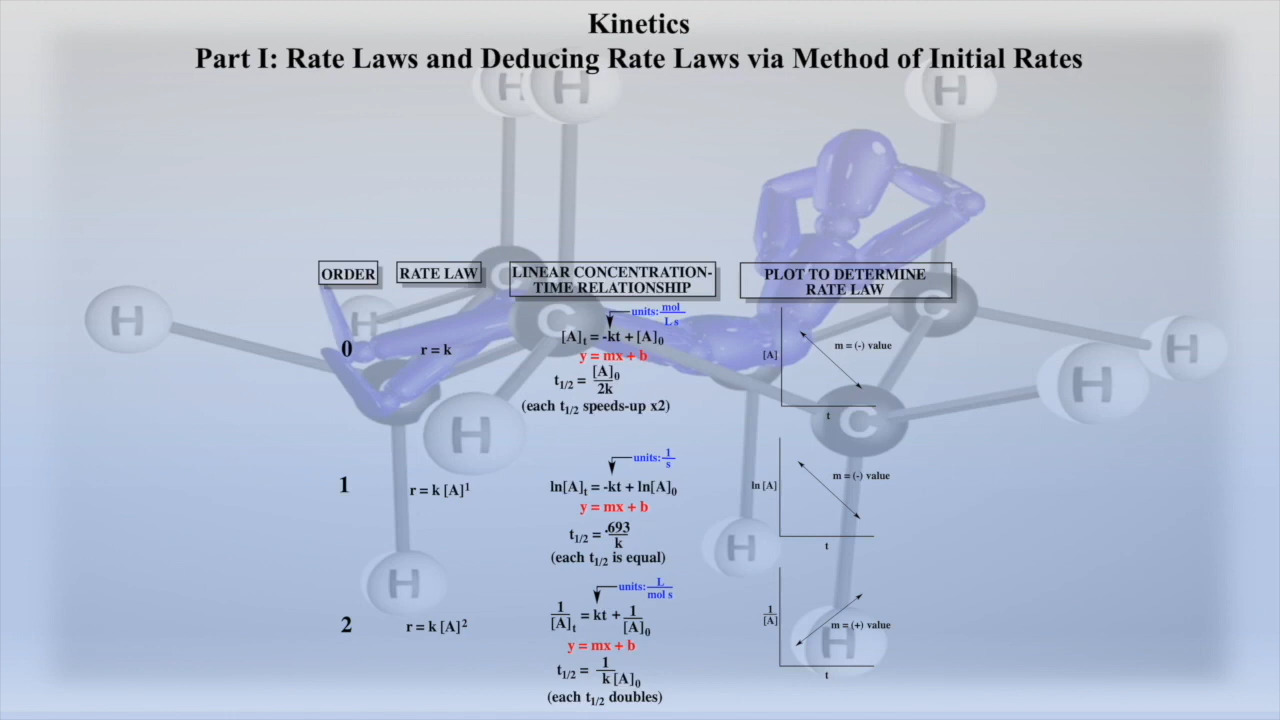 Kinetics
Part I: Rate Laws and Deducing Rate Laws via Method of Initial Rates
H H H
ORDER RATE LAW LINEAR CONCENTRATION- PLOT TO DETERMINE
TIME RELATIONSHIP RATE LAW
C C
H H C H
units: mol/L s
0 r = k [A]t = -kt + [A]0 [A] m = (-) value
y = mx + b
t1/2 = [A]0/2k
(each t1/2 speeds-up x2) t
H H C
units: 1/s
1 r = k [A]¹ ln[A]t = -kt + ln[A]0 ln [A] m = (-) value
y = mx + b
t1/2 = .693/k
(each t1/2 is equal) t
H H
units: L/mol s
2 r = k [A]² 1/[A]t = kt + 1/[A]0 1/[A] m = (+) value
H
y = mx + b
t1/2 = 1/k [A]0
(each t1/2 doubles) t